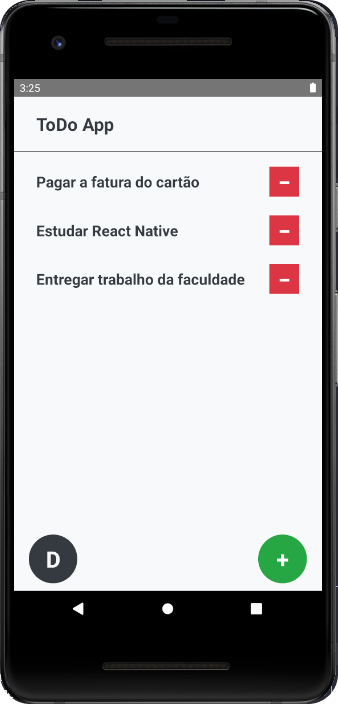 3:25
ToDo App
Pagar a fatura do cartão
Estudar React Native
Entregar trabalho da faculdade
D
+